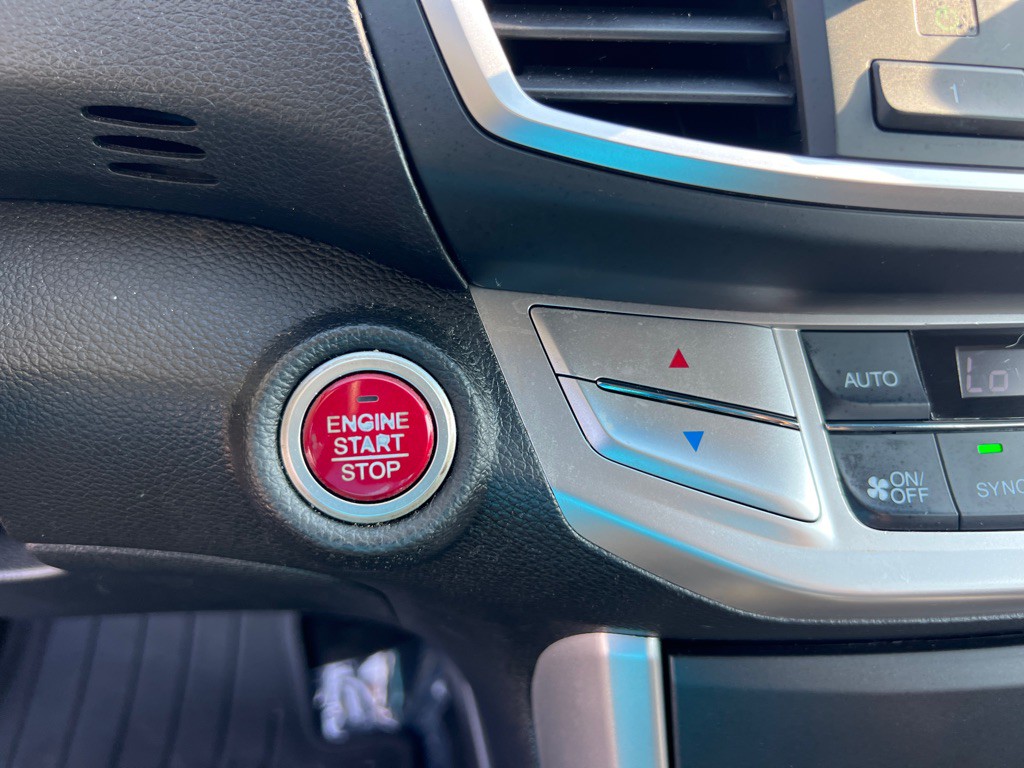 1
AUTO
Lo
ENGINE
START
STOP
ON/
OFF
SYNC